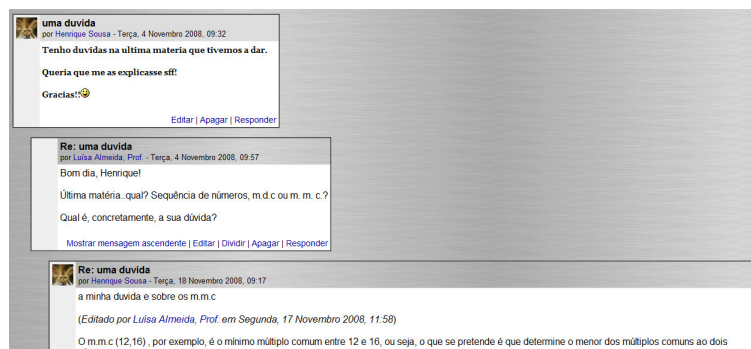 uma duvida
por Henrique Sousa - Terça, 4 Novembro 2008, 09:32
Tenho duvidas na ultima materia que tivemos a dar.
Queria que me as explicasse sff!
Gracias!!
Editar | Apagar | Responder
Re: uma duvida
por Luísa Almeida, Prof. - Terça, 4 Novembro 2008, 09:57
Bom dia, Henrique!
Última matéria..qual? Sequência de números, m.d.c ou m. m. c.?
Qual é, concretamente, a sua dúvida?
Mostrar mensagem ascendente | Editar | Dividir | Apagar | Responder
Re: uma duvida
por Henrique Sousa - Terça, 18 Novembro 2008, 09:17
a minha duvida e sobre os m.m.c
(Editado por Luísa Almeida, Prof. em Segunda, 17 Novembro 2008, 11:58)
O m.m.c (12,16) , por exemplo, é o mínimo múltiplo comum entre 12 e 16, ou seja, o que se pretende é que determine o menor dos múltiplos comuns ao dois